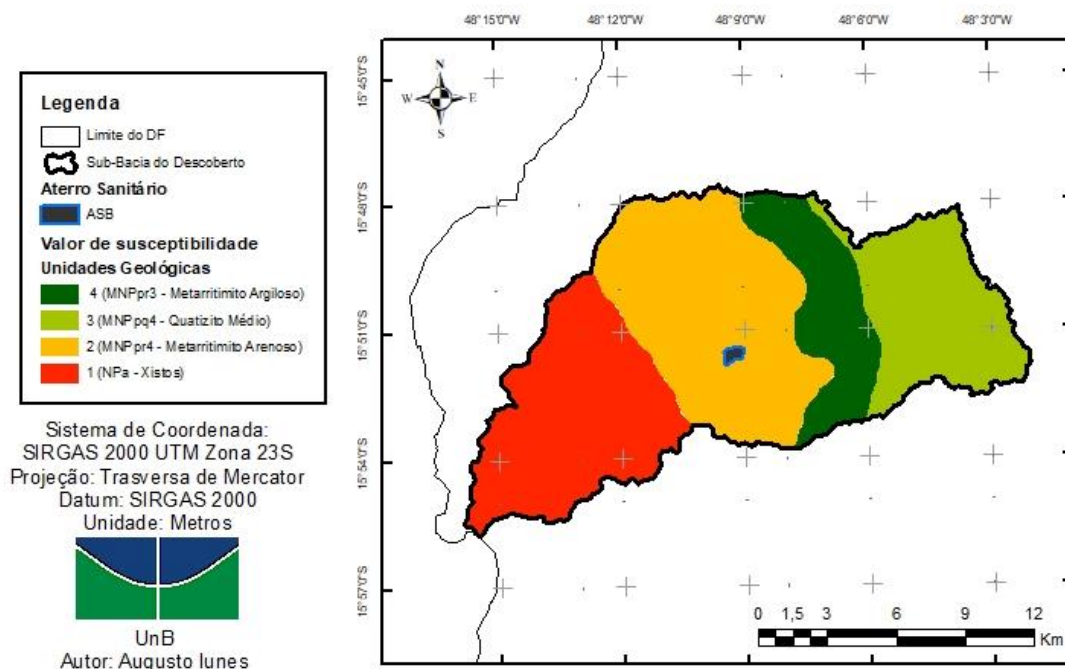 48°15'0"W 48°12'0"W 48°9'0"W 48°6'0"W 48°3'0"W
15°45'0"S
15°48'0"S
15°51'0"S
15°54'0"S
15°57'0"S
N
W E
S
Legenda
Limite do DF
Sub-Bacia do Descoberto
Aterro Sanitário
ASB
Valor de susceptibilidade
Unidades Geológicas
4 (MNPpr3 - Metarritimito Argiloso)
3 (MNPpq4 - Quatizito Médio)
2 (MNPpr4 - Metarritimito Arenoso)
1 (NPa - Xistos)
Sistema de Coordenada:
SIRGAS 2000 UTM Zona 23S
Projeção: Trasversa de Mercator
Datum: SIRGAS 2000
Unidade: Metros
UnB
Autor: Augusto Iunes
0 1,5 3 6 9 12
Km